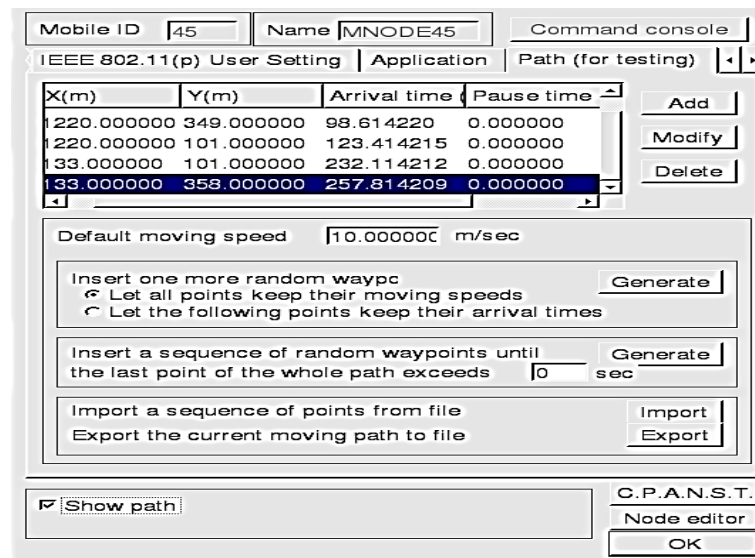 Mobile ID 45 Name MNODE45 Command console
IEEE 802.11(p) User Setting Application Path (for testing)
X(m) Y(m) Arrival time ( Pause time
1220.000000 349.000000 98.614220 0.000000
1220.000000 101.000000 123.414215 0.000000
133.000000 101.000000 232.114212 0.000000
133.000000 358.000000 257.814209 0.000000
Add
Modify
Delete
Default moving speed 10.000000 m/sec
Insert one more random waypc Generate
Let all points keep their moving speeds
Let the following points keep their arrival times
Insert a sequence of random waypoints until Generate
the last point of the whole path exceeds 0 sec
Import a sequence of points from file Import
Export the current moving path to file Export
Show path
C.P.A.N.S.T.
Node editor
OK